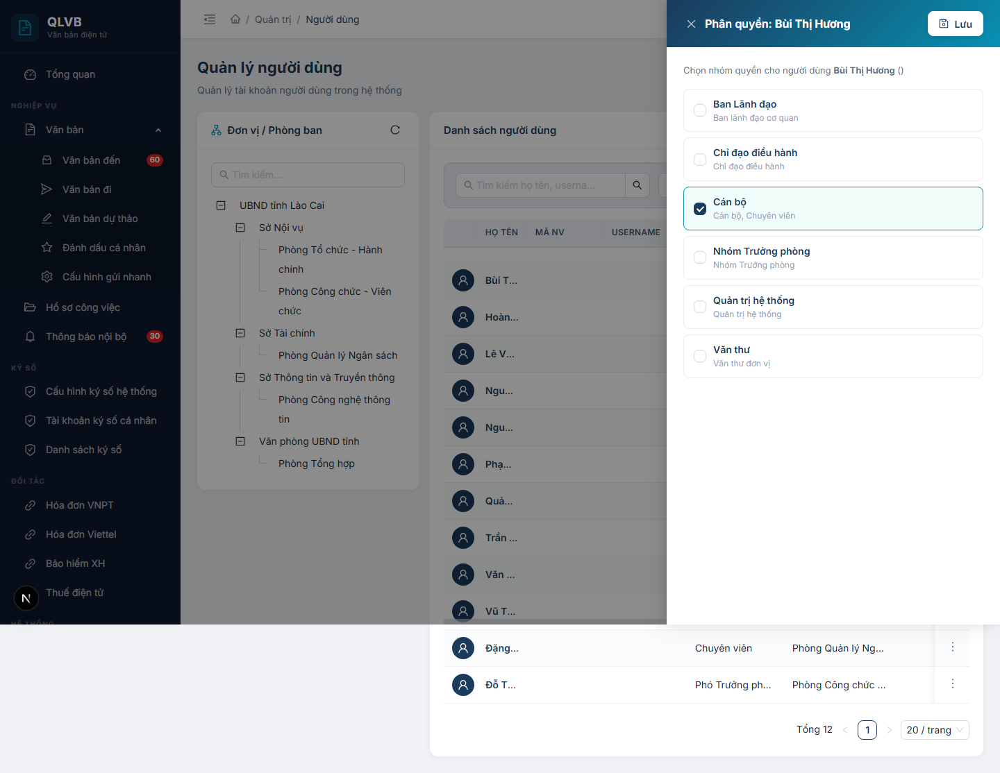 QLVB
Văn bản điện tử
Tổng quan
NGHIỆP VỤ
Văn bản
Văn bản đến 60
Văn bản đi
Văn bản dự thảo
Đánh dấu cá nhân
Cấu hình gửi nhanh
Hồ sơ công việc
Thông báo nội bộ 30
KÝ SỐ
Cấu hình ký số hệ thống
Tài khoản ký số cá nhân
Danh sách ký số
ĐỐI TÁC
Hóa đơn VNPT
Hóa đơn Viettel
Bảo hiểm XH
Thuế điện tử
HỆ THỐNG
N
/ Quản trị / Người dùng
Quản lý người dùng
Quản lý tài khoản người dùng trong hệ thống
Đơn vị / Phòng ban
Tìm kiếm...
UBND tỉnh Lào Cai
Sở Nội vụ
Phòng Tổ chức - Hành
chính
Phòng Công chức - Viên
chức
Sở Tài chính
Phòng Quản lý Ngân sách
Sở Thông tin và Truyền thông
Phòng Công nghệ thông
tin
Văn phòng UBND tỉnh
Phòng Tổng hợp
Danh sách người dùng
Tìm kiếm họ tên, userna...
HỌ TÊN MÃ NV USERNAME
Bùi T...
Hoàn...
Lê V...
Ngu...
Ngu...
Phạ...
Quả...
Trần ...
Văn ...
Vũ T...
Đặng... Chuyên viên Phòng Quản lý Ng...
Đỗ T... Phó Trưởng ph... Phòng Công chức ...
Tổng 12 < 1 > 20 / trang
Phân quyền: Bùi Thị Hương
Lưu
Chọn nhóm quyền cho người dùng Bùi Thị Hương ()
Ban Lãnh đạo
Ban lãnh đạo cơ quan
Chỉ đạo điều hành
Chỉ đạo điều hành
Cán bộ
Cán bộ, Chuyên viên
Nhóm Trưởng phòng
Nhóm Trưởng phòng
Quản trị hệ thống
Quản trị hệ thống
Văn thư
Văn thư đơn vị